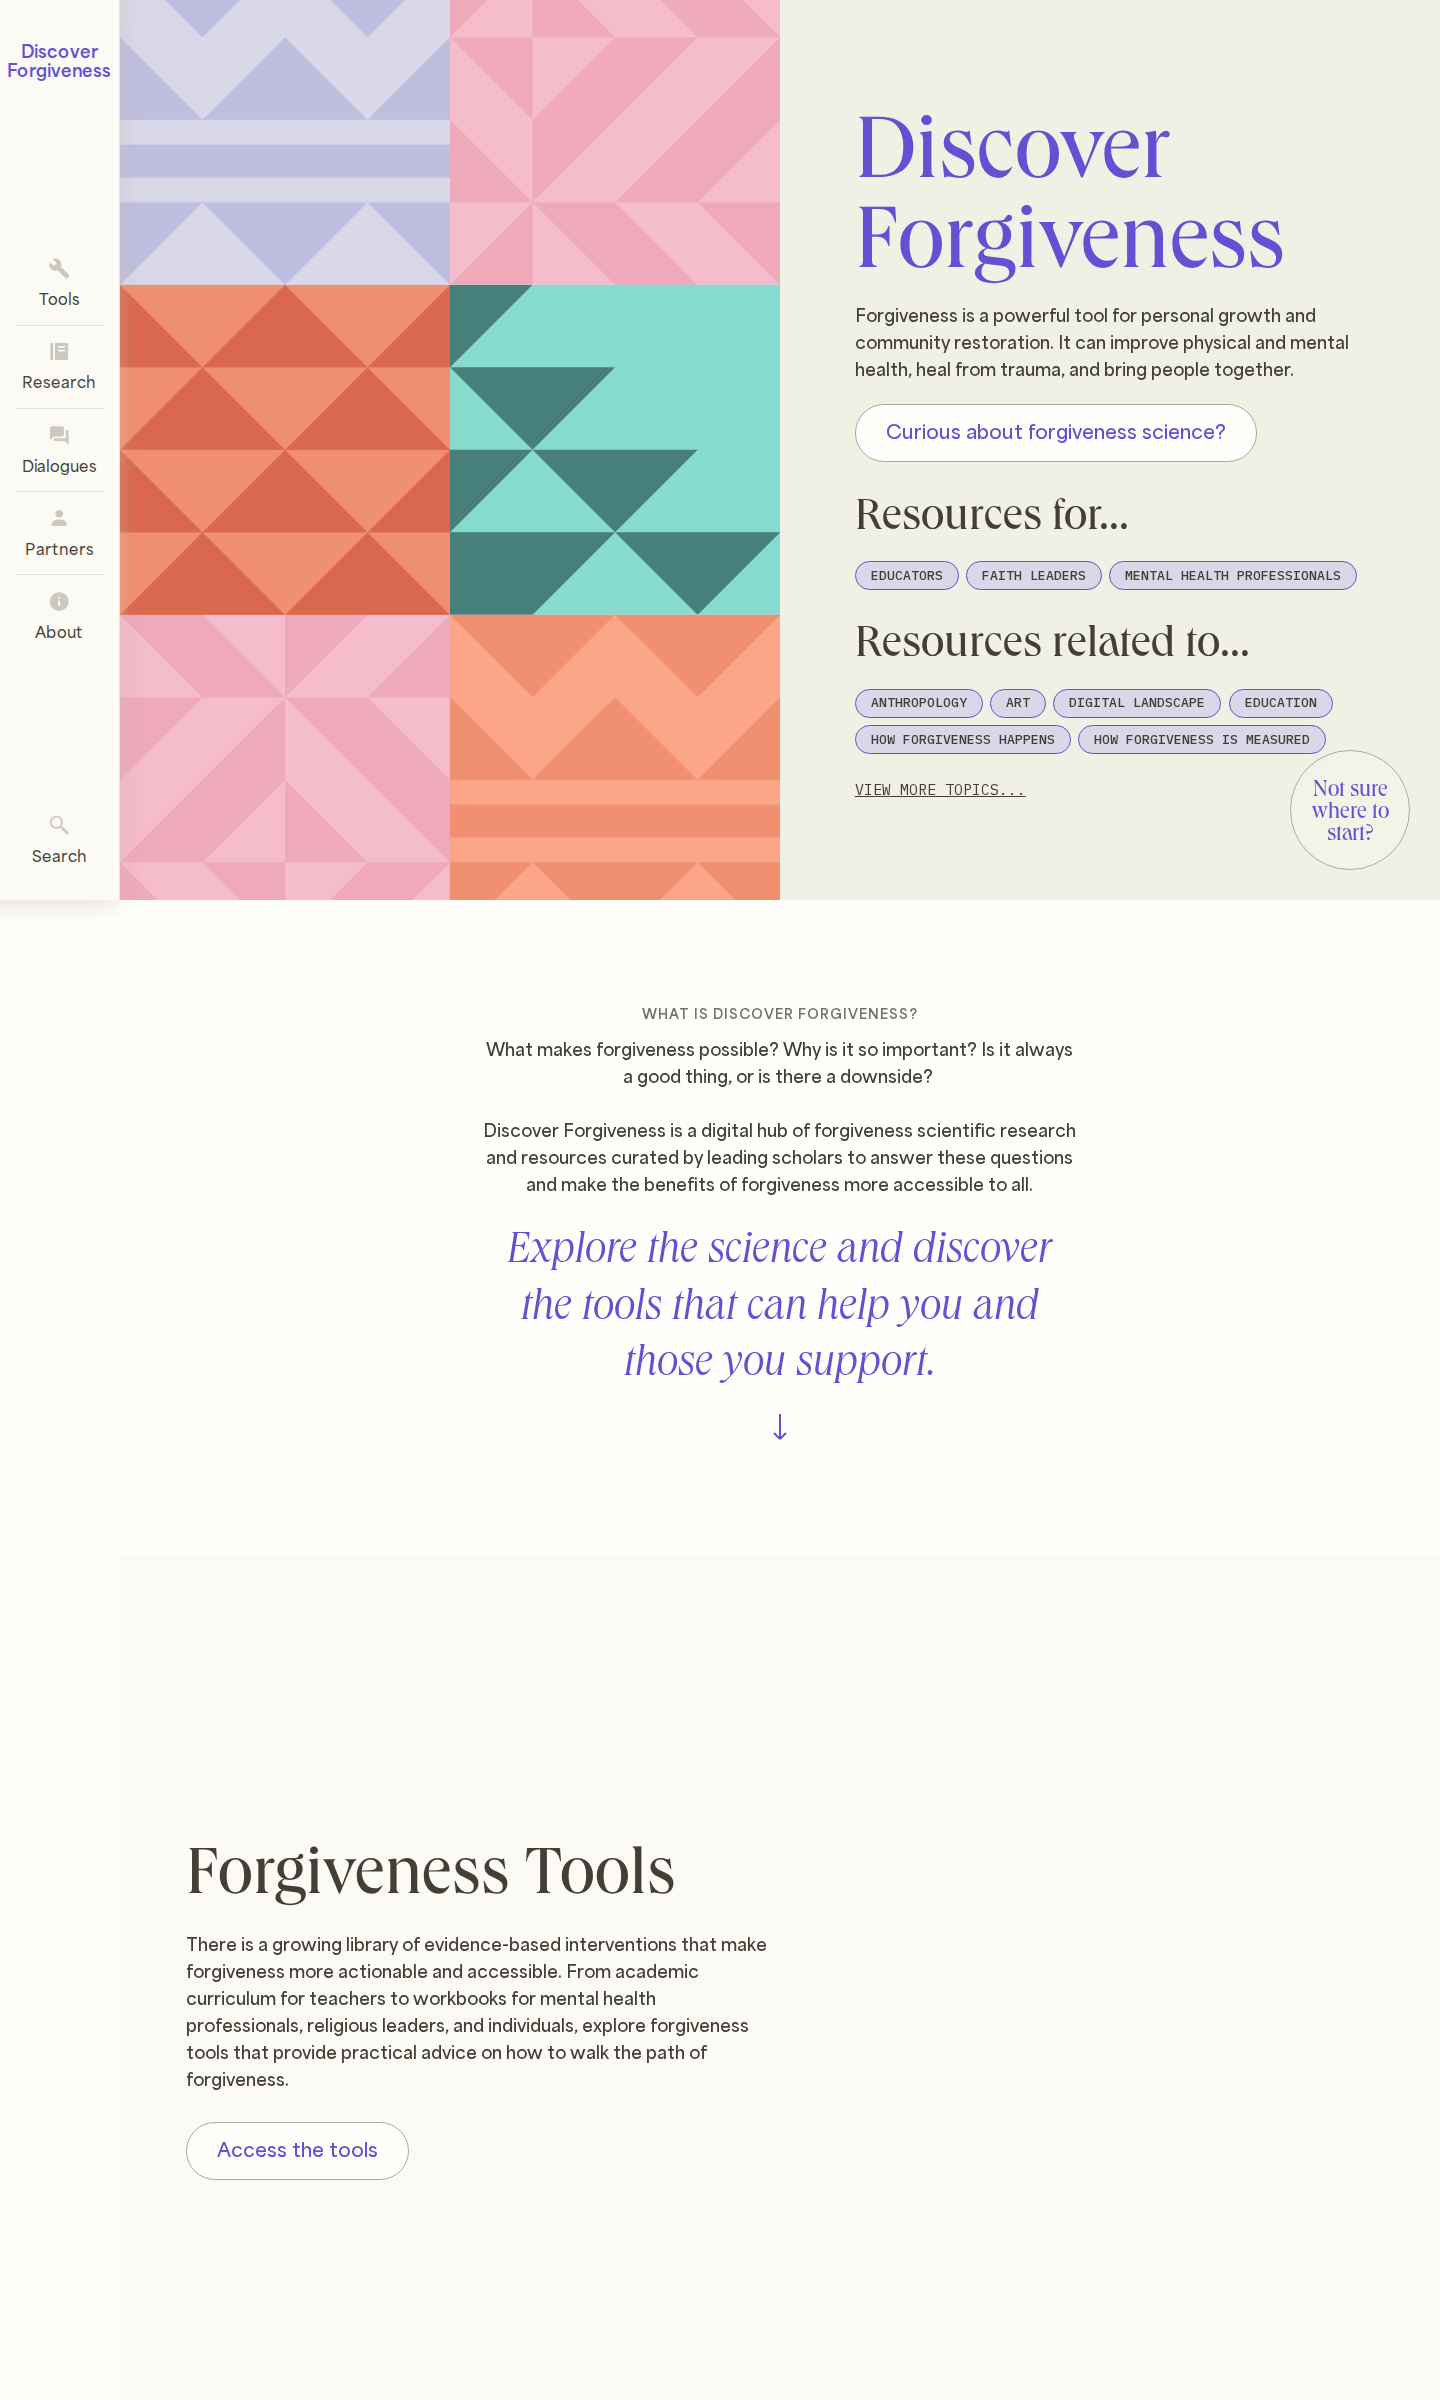 Discover
Forgiveness
Tools
Research
Dialogues
Partners
About
Search
Discover
Forgiveness
Forgiveness is a powerful tool for personal growth and
community restoration. It can improve physical and mental
health, heal from trauma, and bring people together.
Curious about forgiveness science?
Resources for...
EDUCATORS FAITH LEADERS MENTAL HEALTH PROFESSIONALS
Resources related to...
ANTHROPOLOGY ART DIGITAL LANDSCAPE EDUCATION
HOW FORGIVENESS HAPPENS HOW FORGIVENESS IS MEASURED
VIEW MORE TOPICS...
Not sure
where to
start?
WHAT IS DISCOVER FORGIVENESS?
What makes forgiveness possible? Why is it so important? Is it always
a good thing, or is there a downside?
Discover Forgiveness is a digital hub of forgiveness scientific research
and resources curated by leading scholars to answer these questions
and make the benefits of forgiveness more accessible to all.
Explore the science and discover
the tools that can help you and
those you support.
Forgiveness Tools
There is a growing library of evidence-based interventions that make
forgiveness more actionable and accessible. From academic
curriculum for teachers to workbooks for mental health
professionals, religious leaders, and individuals, explore forgiveness
tools that provide practical advice on how to walk the path of
forgiveness.
Access the tools